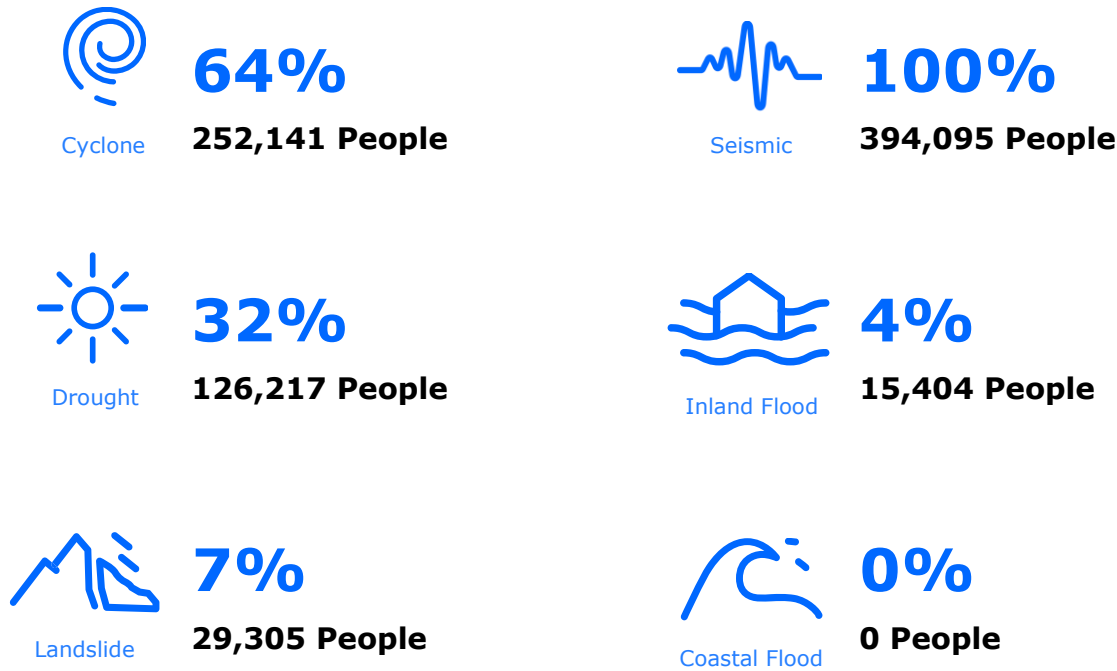 64%
252,141 People
Cyclone
100%
394,095 People
Seismic
32%
126,217 People
Drought
4%
15,404 People
Inland Flood
7%
29,305 People
Landslide
0%
0 People
Coastal Flood